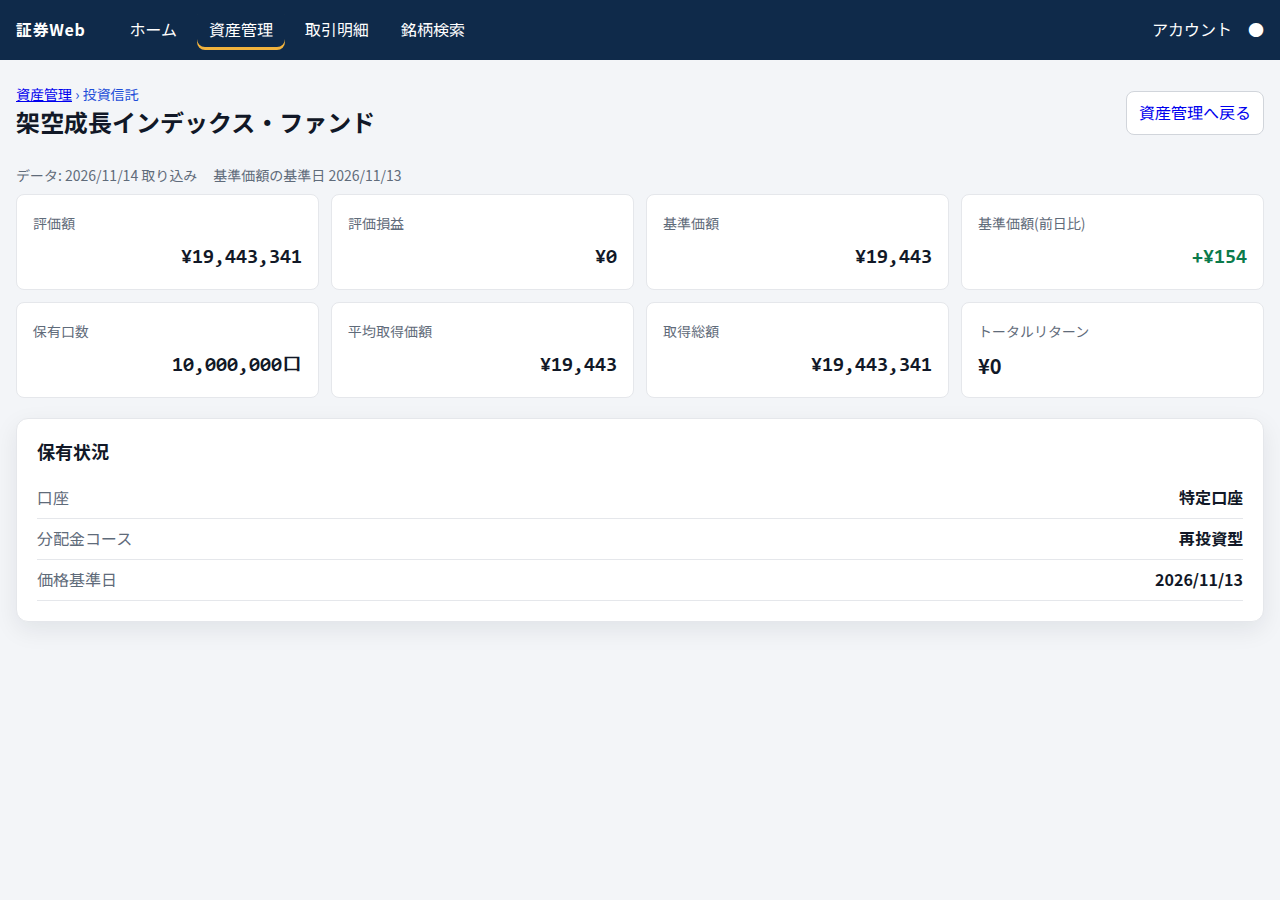 証券Web ホーム 資産管理 取引明細 銘柄検索 アカウント
資産管理 › 投資信託
架空成長インデックス・ファンド
資産管理へ戻る
データ: 2026/11/14 取り込み 基準価額の基準日 2026/11/13
評価額
¥19,443,341
評価損益
¥0
基準価額
¥19,443
基準価額(前日比)
+¥154
保有口数
10,000,000口
平均取得価額
¥19,443
取得総額
¥19,443,341
トータルリターン
¥0
保有状況
口座 特定口座
分配金コース 再投資型
価格基準日 2026/11/13